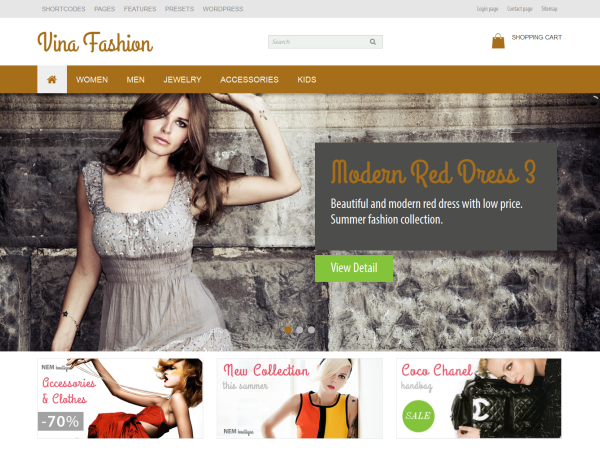 SHORTCODES PAGES FEATURES PRESETS WORDPRESS Login page Contact page Sitemap
Vina Fashion
Search
SHOPPING CART
WOMEN MEN JEWELRY ACCESSORIES KIDS
Modern Red Dress 3
Beautiful and modern red dress with low price.
Summer fashion collection.
View Detail
NEM boutique
Accessories
& Clothes
-70%
New Collection
this summer
NEM boutique
Coco Chanel
handbag
SALE